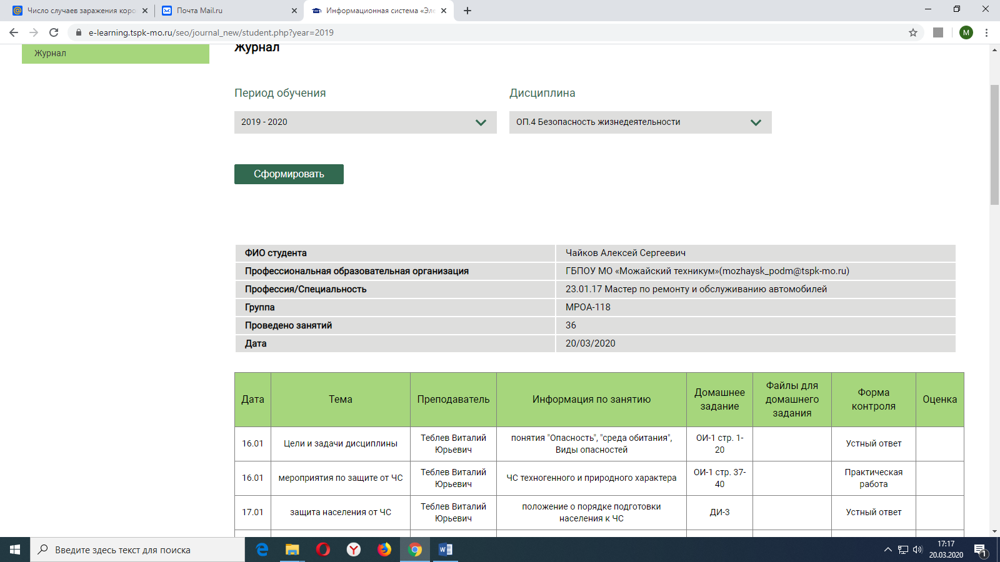 Число случаев заражения коро
Почта Mail.ru
Информационная система «Эле
e-learning.tspk-mo.ru/seo/journal_new/student.php?year=2019
M
Журнал
Журнал
Период обучения
Дисциплина
2019 - 2020
ОП.4 Безопасность жизнедеятельности
Сформировать
ФИО студента
Чайков Алексей Сергеевич
Профессиональная образовательная организация
ГБПОУ МО «Можайский техникум»(mozhaysk_podm@tspk-mo.ru)
Профессия/Специальность
23.01.17 Мастер по ремонту и обслуживанию автомобилей
Группа
МРОА-118
Проведено занятий
36
Дата
20/03/2020
Дата
Тема
Преподаватель
Информация по занятию
Домашнее
задание
Файлы для
домашнего
задания
Форма
контроля
Оценка
16.01
Цели и задачи дисциплины
Теблев Виталий
Юрьевич
понятия "Опасность", "среда обитания",
Виды опасностей
ОИ-1 стр. 1-
20
Устный ответ
16.01
мероприятия по защите от ЧС
Теблев Виталий
Юрьевич
ЧС техногенного и природного характера
ОИ-1 стр. 37-
40
Практическая
работа
17.01
защита населения от ЧС
Теблев Виталий
Юрьевич
положение о порядке подготовки
населения к ЧС
ДИ-3
Устный ответ
Введите здесь текст для поиска
17:17
20.03.2020
1